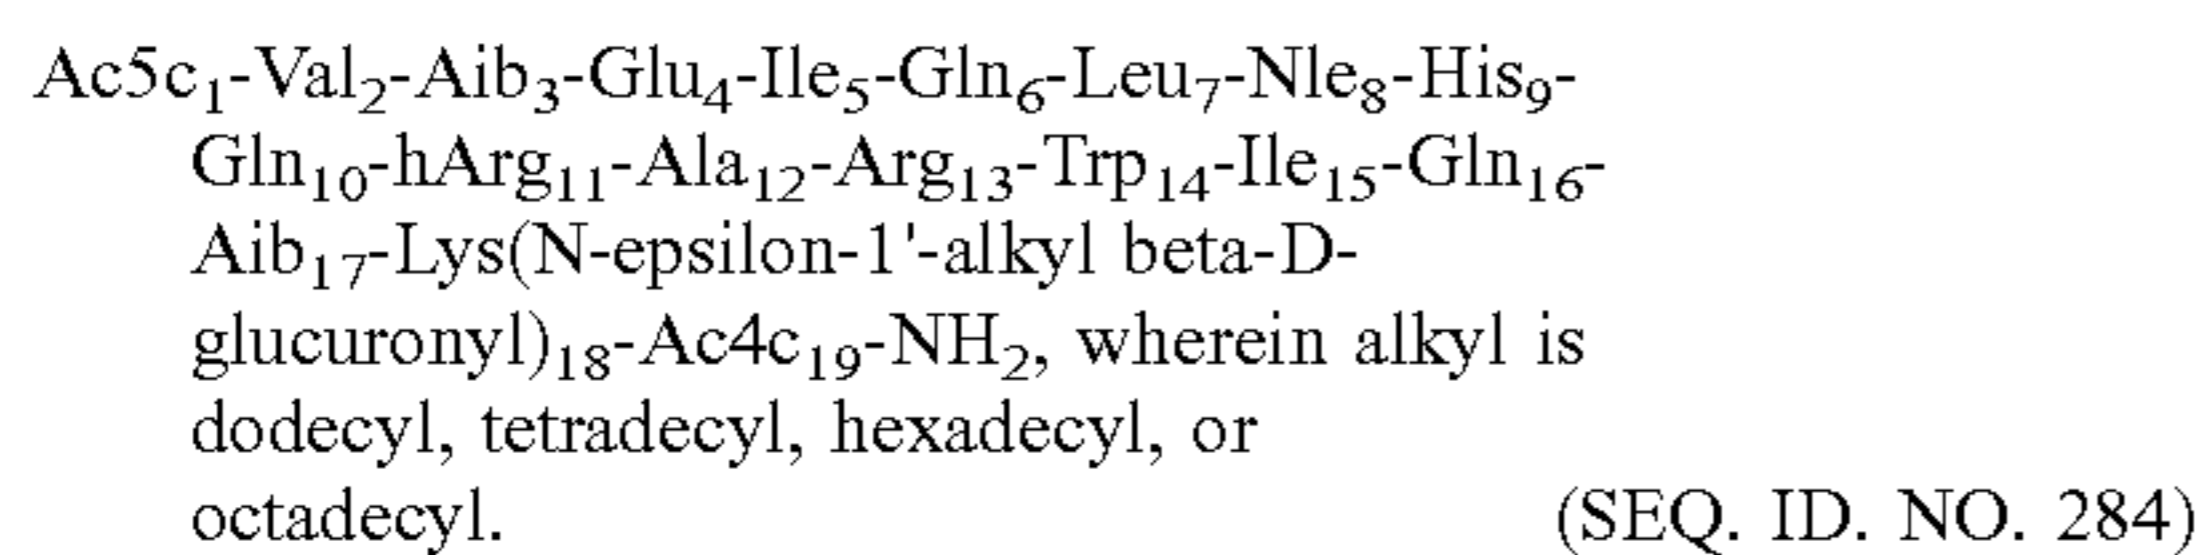 Ac5c₁-Val₂-Aib₃-Glu₄-Ile₅-Gln₆-Leu₇-Nle₈-His₉-
Gln₁₀-hArg₁₁-Ala₁₂-Arg₁₃-Trp₁₄-Ile₁₅-Gln₁₆-
Aib₁₇-Lys(N-epsilon-1'-alkyl beta-D-
glucuronyl)₁₈-Ac4c₁₉-NH₂, wherein alkyl is
dodecyl, tetradecyl, hexadecyl, or
octadecyl. (SEQ. ID. NO. 284)